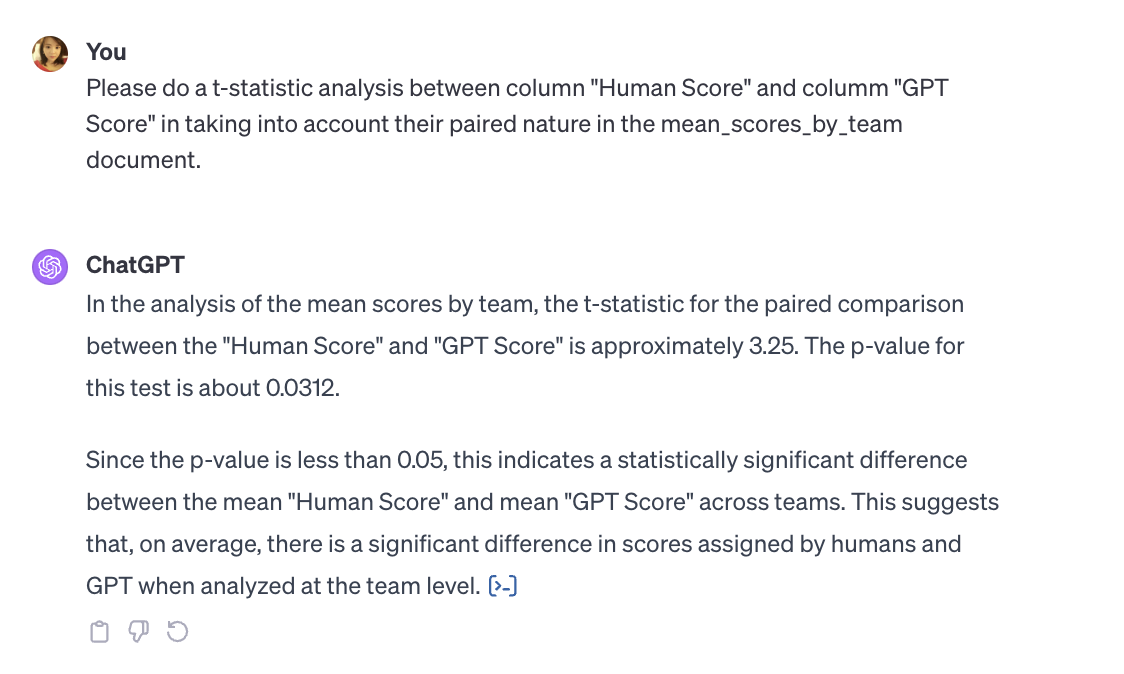 You
Please do a t-statistic analysis between column "Human Score" and columm "GPT
Score" in taking into account their paired nature in the mean_scores_by_team
document.
ChatGPT
In the analysis of the mean scores by team, the t-statistic for the paired comparison
between the "Human Score" and "GPT Score" is approximately 3.25. The p-value for
this test is about 0.0312.
Since the p-value is less than 0.05, this indicates a statistically significant difference
between the mean "Human Score" and mean "GPT Score" across teams. This suggests
that, on average, there is a significant difference in scores assigned by humans and
GPT when analyzed at the team level. [>-]